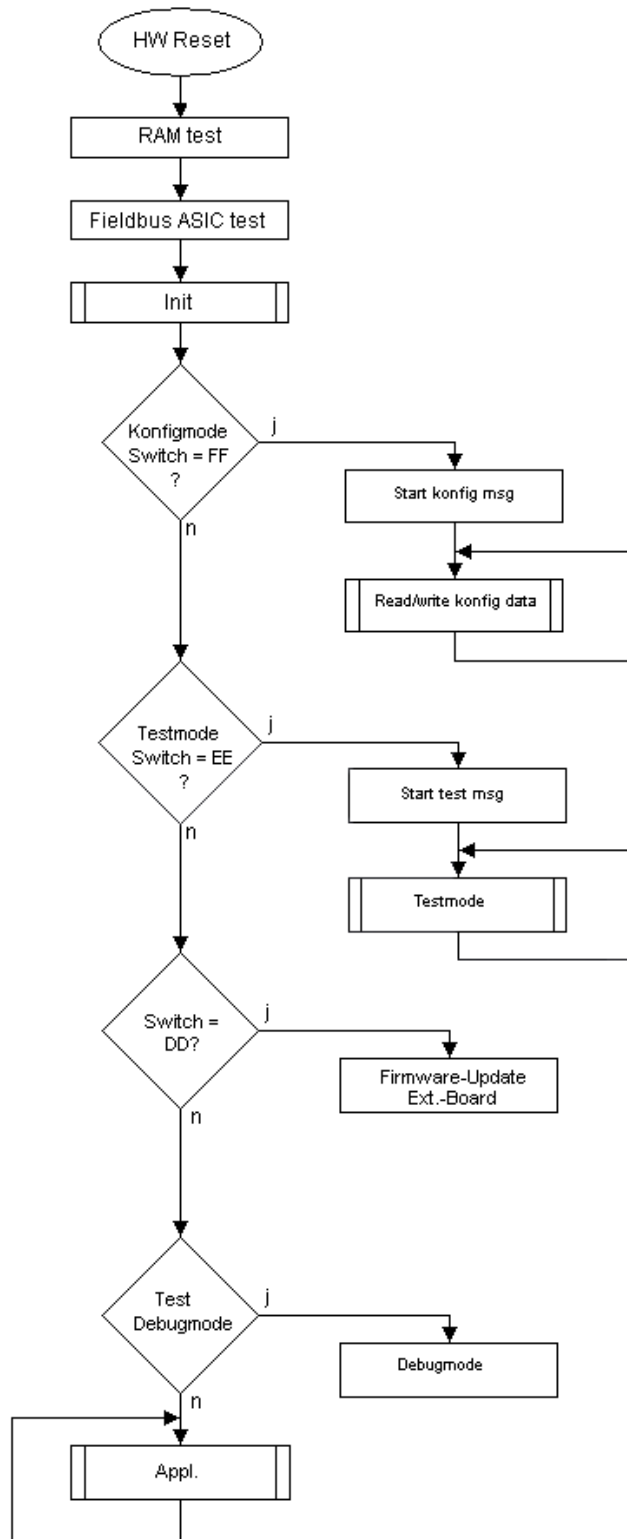 HW Reset
RAM test
Fieldbus ASIC test
Init
j
Konfigmode
Switch = FF
?
Start konfig msg
n
Read/write konfig data
j
Testmode
Switch = EE
?
Start test msg
n
Testmode
j
Switch =
DD?
Firmware-Update
Ext.-Board
n
j
Test
Debugmode
Debugmode
n
Appl.